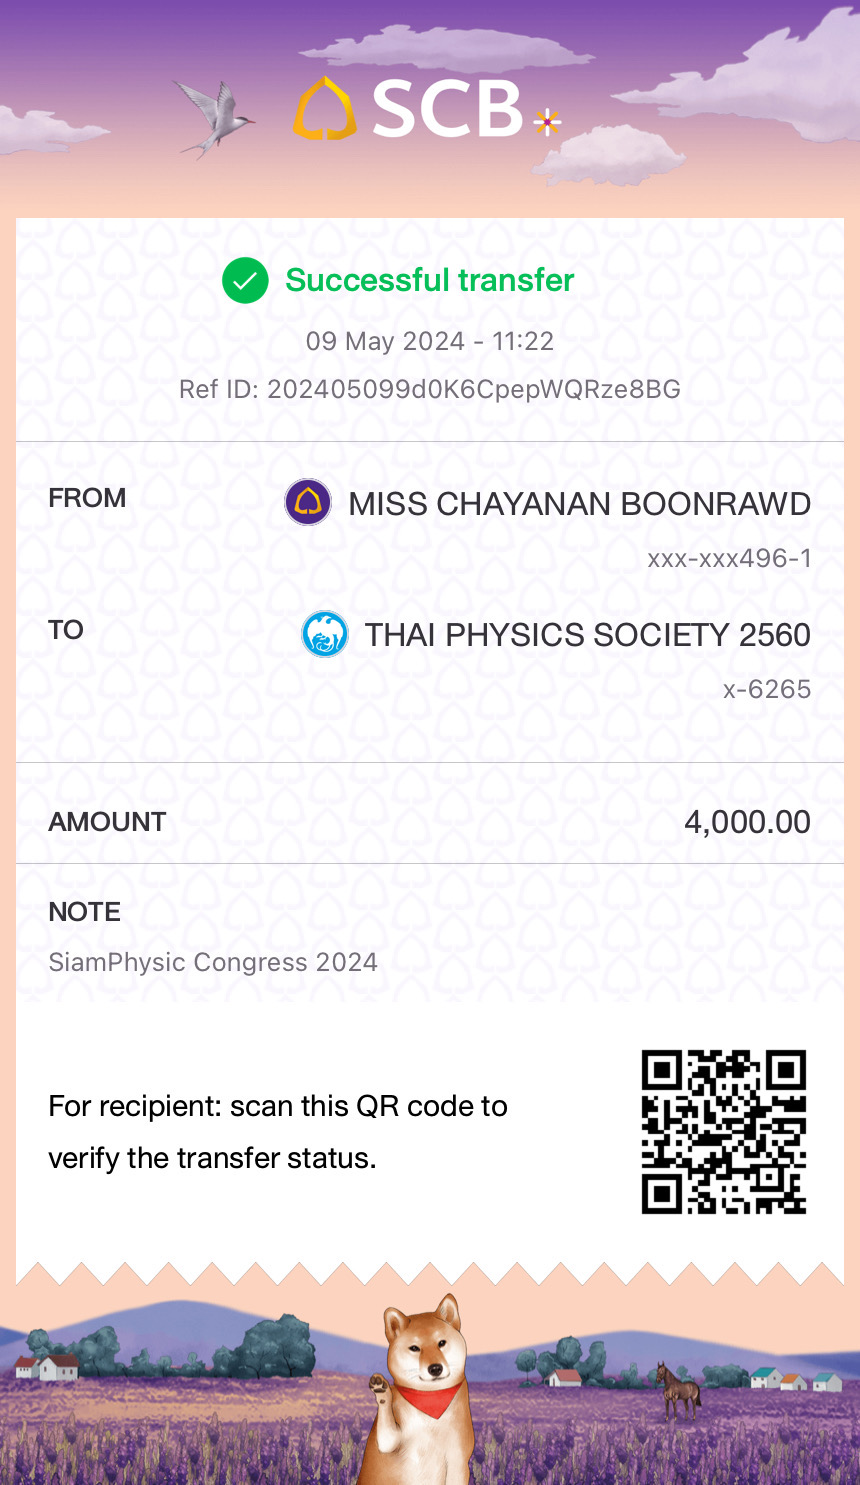 SCB
Successful transfer
09 May 2024 - 11:22
Ref ID: 202405099d0K6CpepWQRze8BG
FROM
MISS CHAYANAN BOONRAWD
xxx-xxx496-1
TO
THAI PHYSICS SOCIETY 2560
x-6265
AMOUNT
4,000.00
NOTE
SiamPhysic Congress 2024
For recipient: scan this QR code to
verify the transfer status.